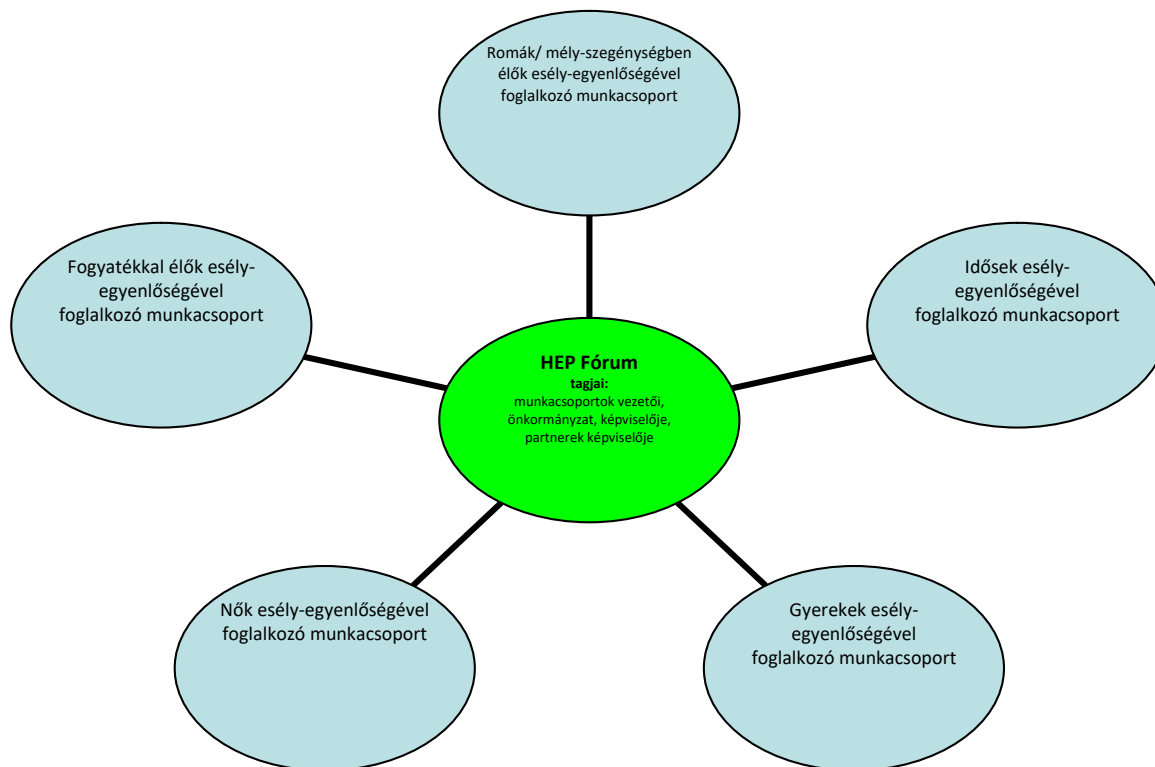 Romák/ mély-szegénységben
élők esély-egyenlőségével
foglalkozó munkacsoport
Fogyatékkal élők esély-
egyenlőségével
foglalkozó munkacsoport
Idősek esély-
egyenlőségével
foglalkozó munkacsoport
HEP Fórum
tagjai:
munkacsoportok vezetői,
önkormányzat, képviselője,
partnerek képviselője
Nők esély-egyenlőségével
foglalkozó munkacsoport
Gyerekek esély-
egyenlőségével
foglalkozó munkacsoport